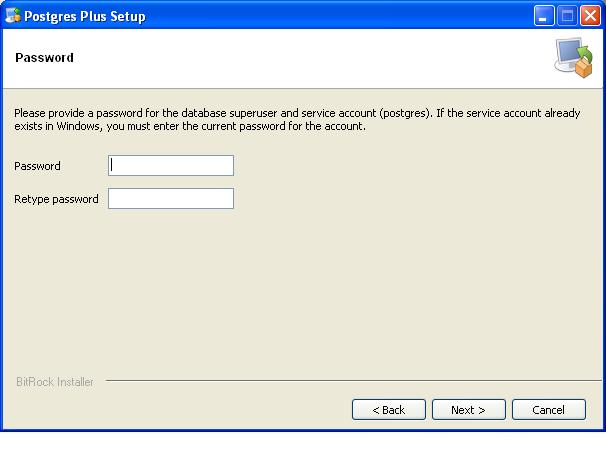 Postgres Plus Setup
Password
Please provide a password for the database superuser and service account (postgres). If the service account already
exists in Windows, you must enter the current password for the account.
Password
Retype password
BitRock Installer
< Back
Next >
Cancel